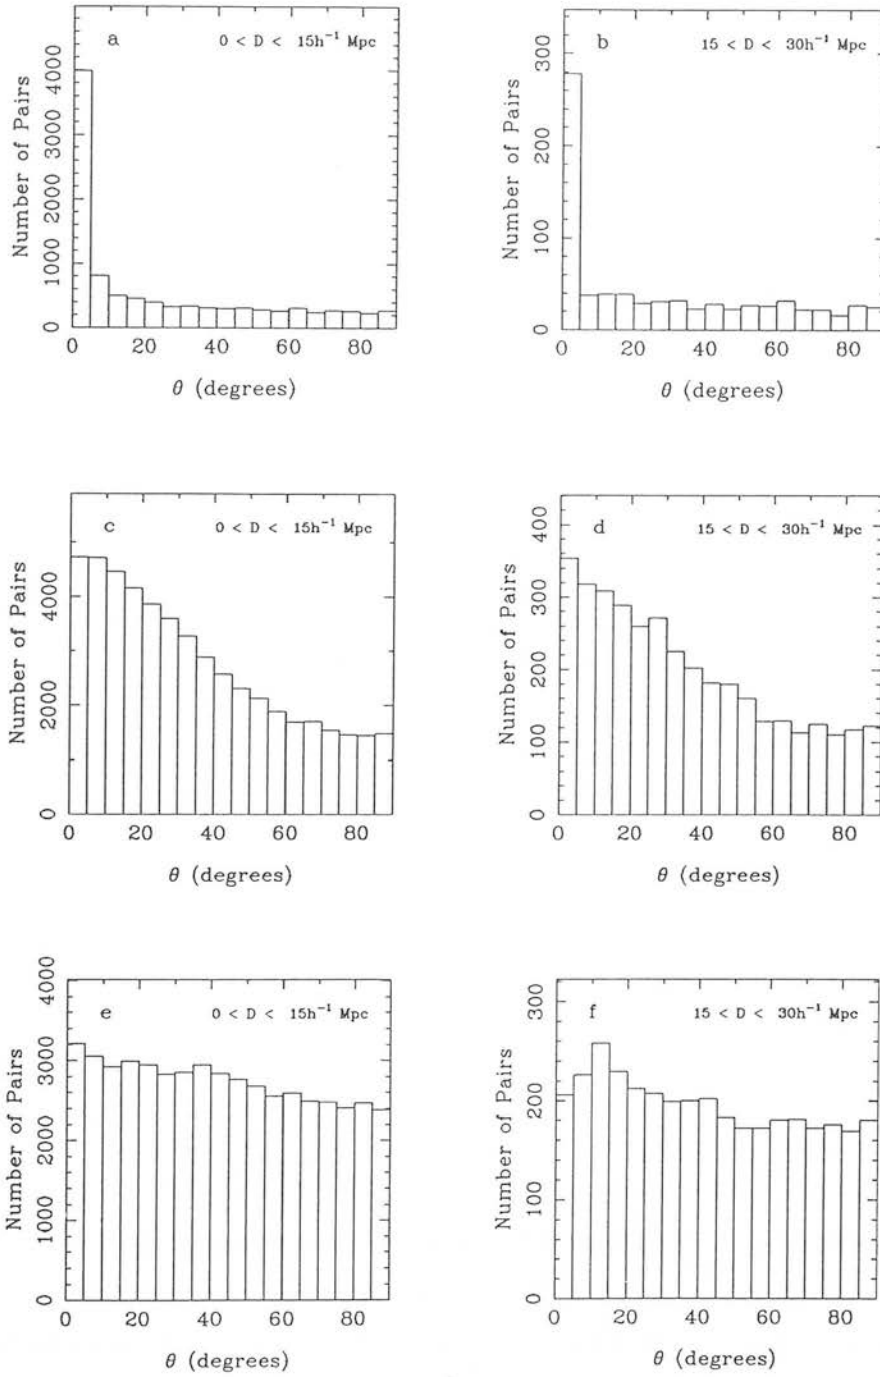 a
0 < D < 15h⁻¹ Mpc
Number of Pairs
0
1000
2000
3000
4000
0
20
40
60
80
θ (degrees)
b
15 < D < 30h⁻¹ Mpc
Number of Pairs
0
100
200
300
0
20
40
60
80
θ (degrees)
c
0 < D < 15h⁻¹ Mpc
Number of Pairs
0
2000
4000
0
20
40
60
80
θ (degrees)
d
15 < D < 30h⁻¹ Mpc
Number of Pairs
0
100
200
300
400
0
20
40
60
80
θ (degrees)
e
0 < D < 15h⁻¹ Mpc
Number of Pairs
0
1000
2000
3000
4000
0
20
40
60
80
θ (degrees)
f
15 < D < 30h⁻¹ Mpc
Number of Pairs
0
100
200
300
0
20
40
60
80
θ (degrees)